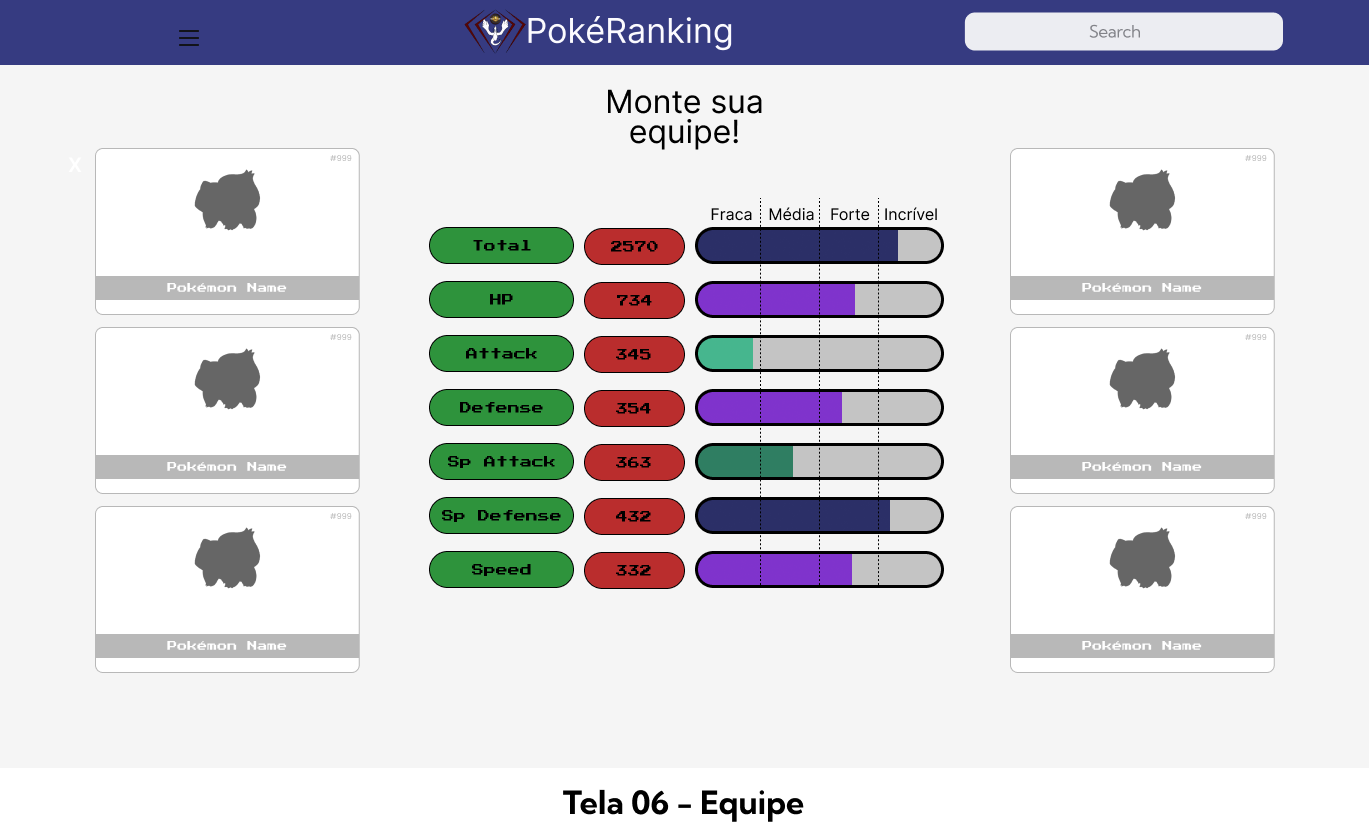 PokéRanking
Search
Monte sua
equipe!
X
#999
Pokémon Name
#999
Pokémon Name
#999
Pokémon Name
Fraca Média Forte Incrível
Total 2570
HP 734
Attack 345
Defense 354
Sp Attack 363
Sp Defense 432
Speed 332
#999
Pokémon Name
#999
Pokémon Name
#999
Pokémon Name
Tela 06 - Equipe